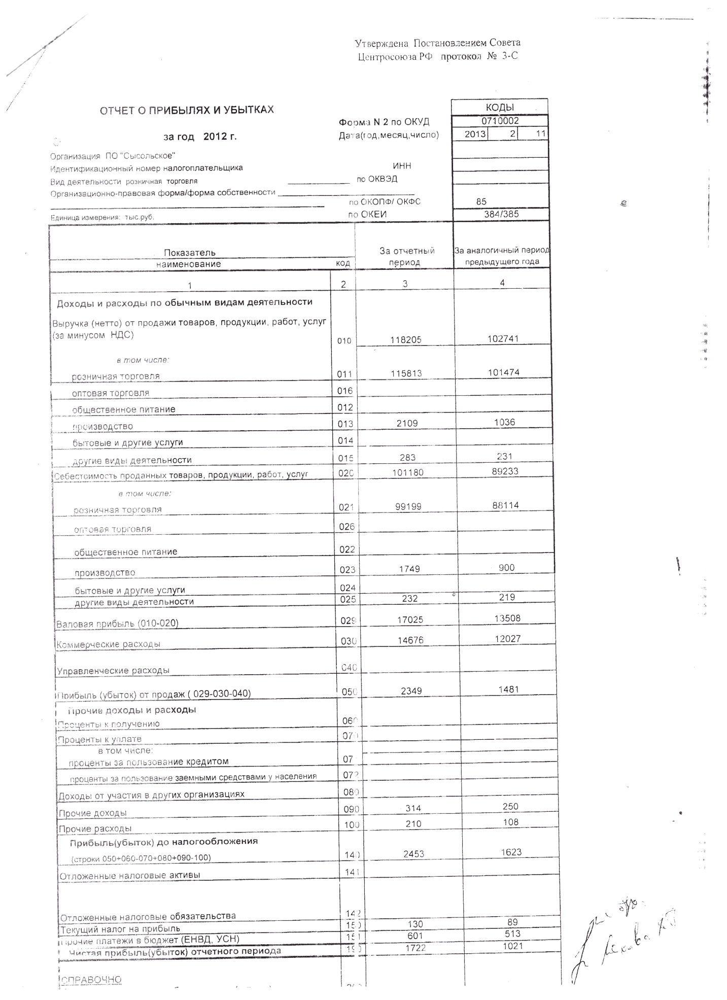 Утверждена Постановлением Совета
Центросоюза РФ протокол № 3-С
ОТЧЕТ О ПРИБЫЛЯХ И УБЫТКАХ
КОДЫ
Форма N 2 по ОКУД 0710002
за год 2012 г.
Дата(год,месяц,число) 2013 2 11
Организация ПО "Сысольское"
Идентификационный номер налогоплательщика ИНН
Вид деятельности розничная торговля по ОКВЭД
Организационно-правовая форма/форма собственности
по ОКОПФ/ ОКФС 85
Единица измерения: тыс.руб. по ОКЕИ 384/385
Показатель За отчетный За аналогичный период
наименование код период предыдущего года
1 2 3 4
Доходы и расходы по обычным видам деятельности
Выручка (нетто) от продажи товаров, продукции, работ, услуг
(за минусом НДС) 010 118205 102741
в том числе:
розничная торговля 011 115813 101474
оптовая торговля 016
общественное питание 012
производство 013 2109 1036
бытовые и другие услуги 014
другие виды деятельности 015 283 231
Себестоимость проданных товаров, продукции, работ, услуг 020 101180 89233
в том числе:
розничная торговля 021 99199 88114
оптовая торговля 026
общественное питание 022
производство 023 1749 900
бытовые и другие услуги 024
другие виды деятельности 025 232 219
Валовая прибыль (010-020) 029 17025 13508
Коммерческие расходы 030 14676 12027
Управленческие расходы 040
Прибыль (убыток) от продаж ( 029-030-040) 050 2349 1481
Прочие доходы и расходы
Проценты к получению 060
Проценты к уплате 070
в том числе:
проценты за пользование кредитом 07
проценты за пользование заемными средствами у населения 072
Доходы от участия в других организациях 080
Прочие доходы 090 314 250
Прочие расходы 100 210 108
Прибыль(убыток) до налогообложения
(строки 050+060-070+080+090-100) 140 2453 1623
Отложенные налоговые активы 141
Отложенные налоговые обязательства 142
Текущий налог на прибыль 150 130 89
Прочие платежи в бюджет (ЕНВД, УСН) 151 601 513
Чистая прибыль(убыток) отчетного периода 190 1722 1021
СПРАВОЧНО